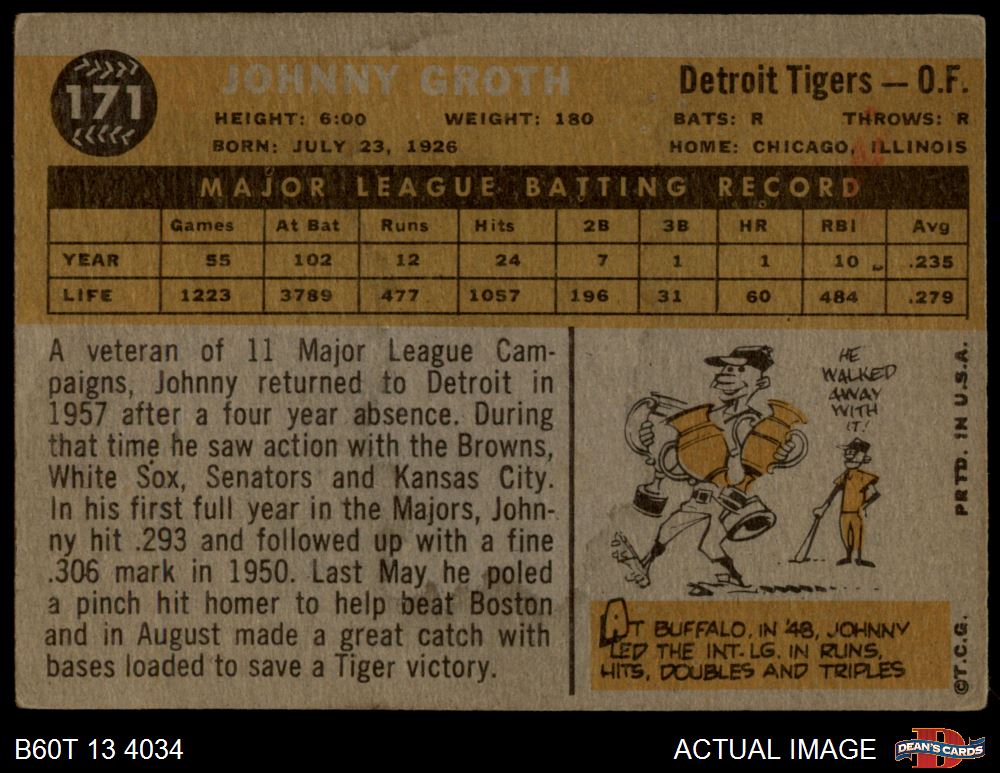 171
JOHNNY GROTH
Detroit Tigers — O.F.
HEIGHT: 6:00 WEIGHT: 180 BATS: R THROWS: R
BORN: JULY 23, 1926 HOME: CHICAGO, ILLINOIS
MAJOR LEAGUE BATTING RECORD
Games At Bat Runs Hits 2B 3B HR RBI Avg
YEAR 55 102 12 24 7 1 1 10 .235
LIFE 1223 3789 477 1057 196 31 60 484 .279
A veteran of 11 Major League Cam-
paigns, Johnny returned to Detroit in
1957 after a four year absence. During
that time he saw action with the Browns,
White Sox, Senators and Kansas City.
In his first full year in the Majors, John-
ny hit .293 and followed up with a fine
.306 mark in 1950. Last May he poled
a pinch hit homer to help beat Boston
and in August made a great catch with
bases loaded to save a Tiger victory.
HE
WALKED
AWAY
WITH
IT!
AT BUFFALO, IN '48, JOHNNY
LED THE INT. LG. IN RUNS,
HITS, DOUBLES AND TRIPLES
©T.C.G. PRTD. IN U.S.A.
B60T 13 4034
ACTUAL IMAGE
D
DEAN'S CARDS